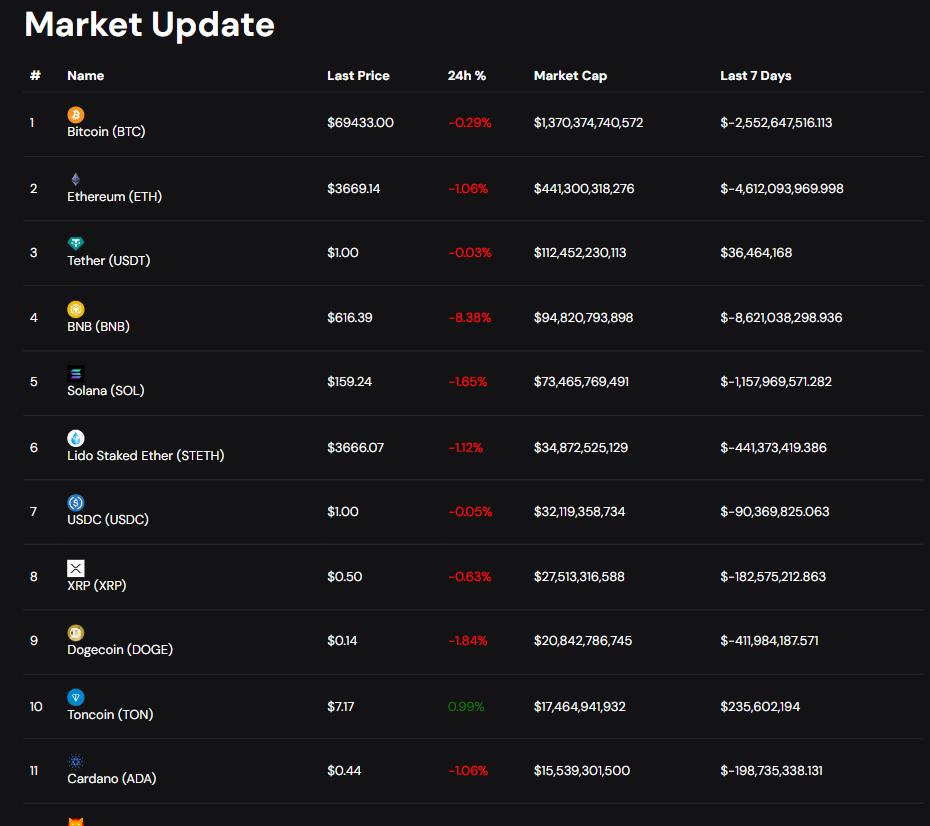 Market Update
# Name Last Price 24h % Market Cap Last 7 Days
1 Bitcoin (BTC) $69433.00 -0.29% $1,370,374,740,572 $-2,552,647,516.113
2 Ethereum (ETH) $3669.14 -1.06% $441,300,318,276 $-4,612,093,969.998
3 Tether (USDT) $1.00 -0.03% $112,452,230,113 $36,464,168
4 BNB (BNB) $616.39 -8.38% $94,820,793,898 $-8,621,038,298.936
5 Solana (SOL) $159.24 -1.65% $73,465,769,491 $-1,157,969,571.282
6 Lido Staked Ether (STETH) $3666.07 -1.12% $34,872,525,129 $-441,373,419.386
7 USDC (USDC) $1.00 -0.05% $32,119,358,734 $-90,369,825.063
8 XRP (XRP) $0.50 -0.63% $27,513,316,588 $-182,575,212.863
9 Dogecoin (DOGE) $0.14 -1.84% $20,842,786,745 $-411,984,187.571
10 Toncoin (TON) $7.17 0.99% $17,464,941,932 $235,602,194
11 Cardano (ADA) $0.44 -1.06% $15,539,301,500 $-198,735,338.131